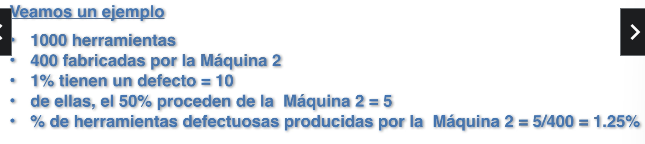 Veamos un ejemplo
• 1000 herramientas
• 400 fabricadas por la Máquina 2
• 1% tienen un defecto = 10
• de ellas, el 50% proceden de la Máquina 2 = 5
• % de herramientas defectuosas producidas por la Máquina 2 = 5/400 = 1.25%